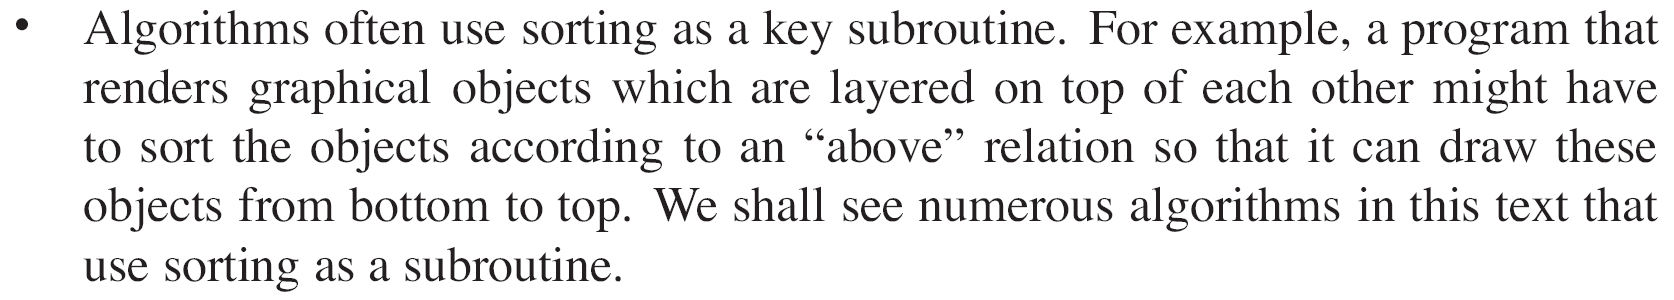 • Algorithms often use sorting as a key subroutine. For example, a program that
renders graphical objects which are layered on top of each other might have
to sort the objects according to an “above” relation so that it can draw these
objects from bottom to top. We shall see numerous algorithms in this text that
use sorting as a subroutine.